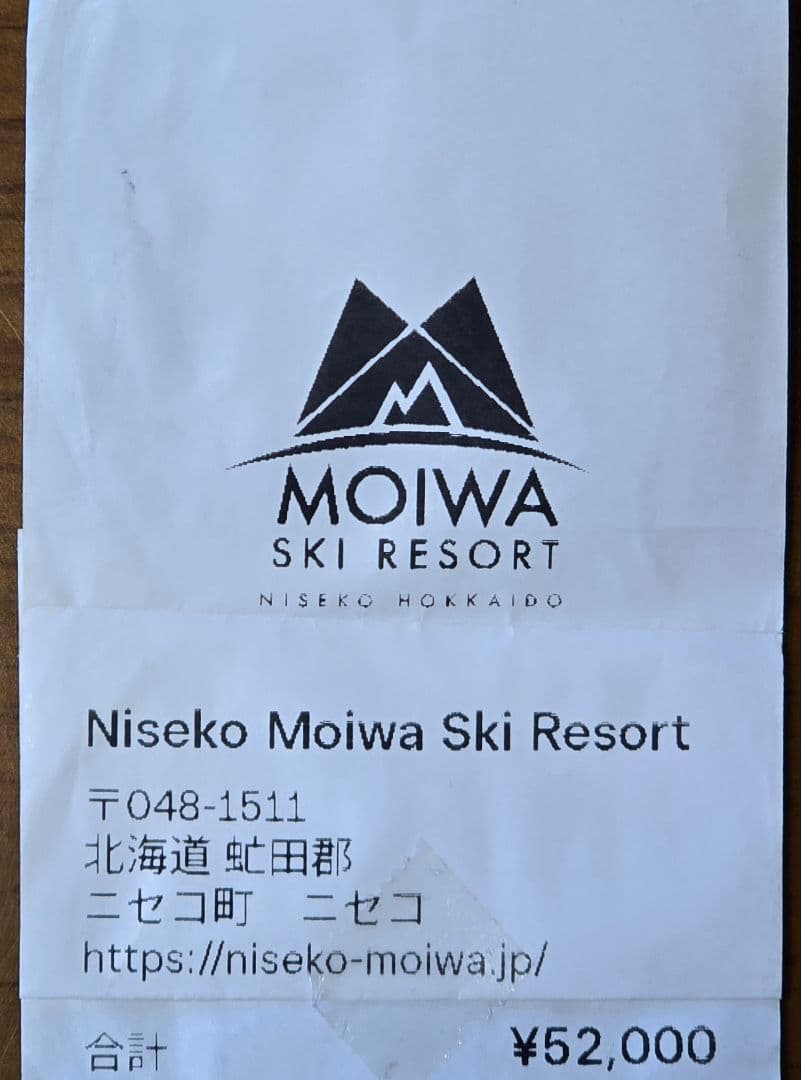 MOIWA
SKI RESORT
NISEKO HOKKAIDO
Niseko Moiwa Ski Resort
〒048-1511
北海道 虻田郡
ニセコ町　ニセコ
https://niseko-moiwa.jp/
合計 ¥52,000